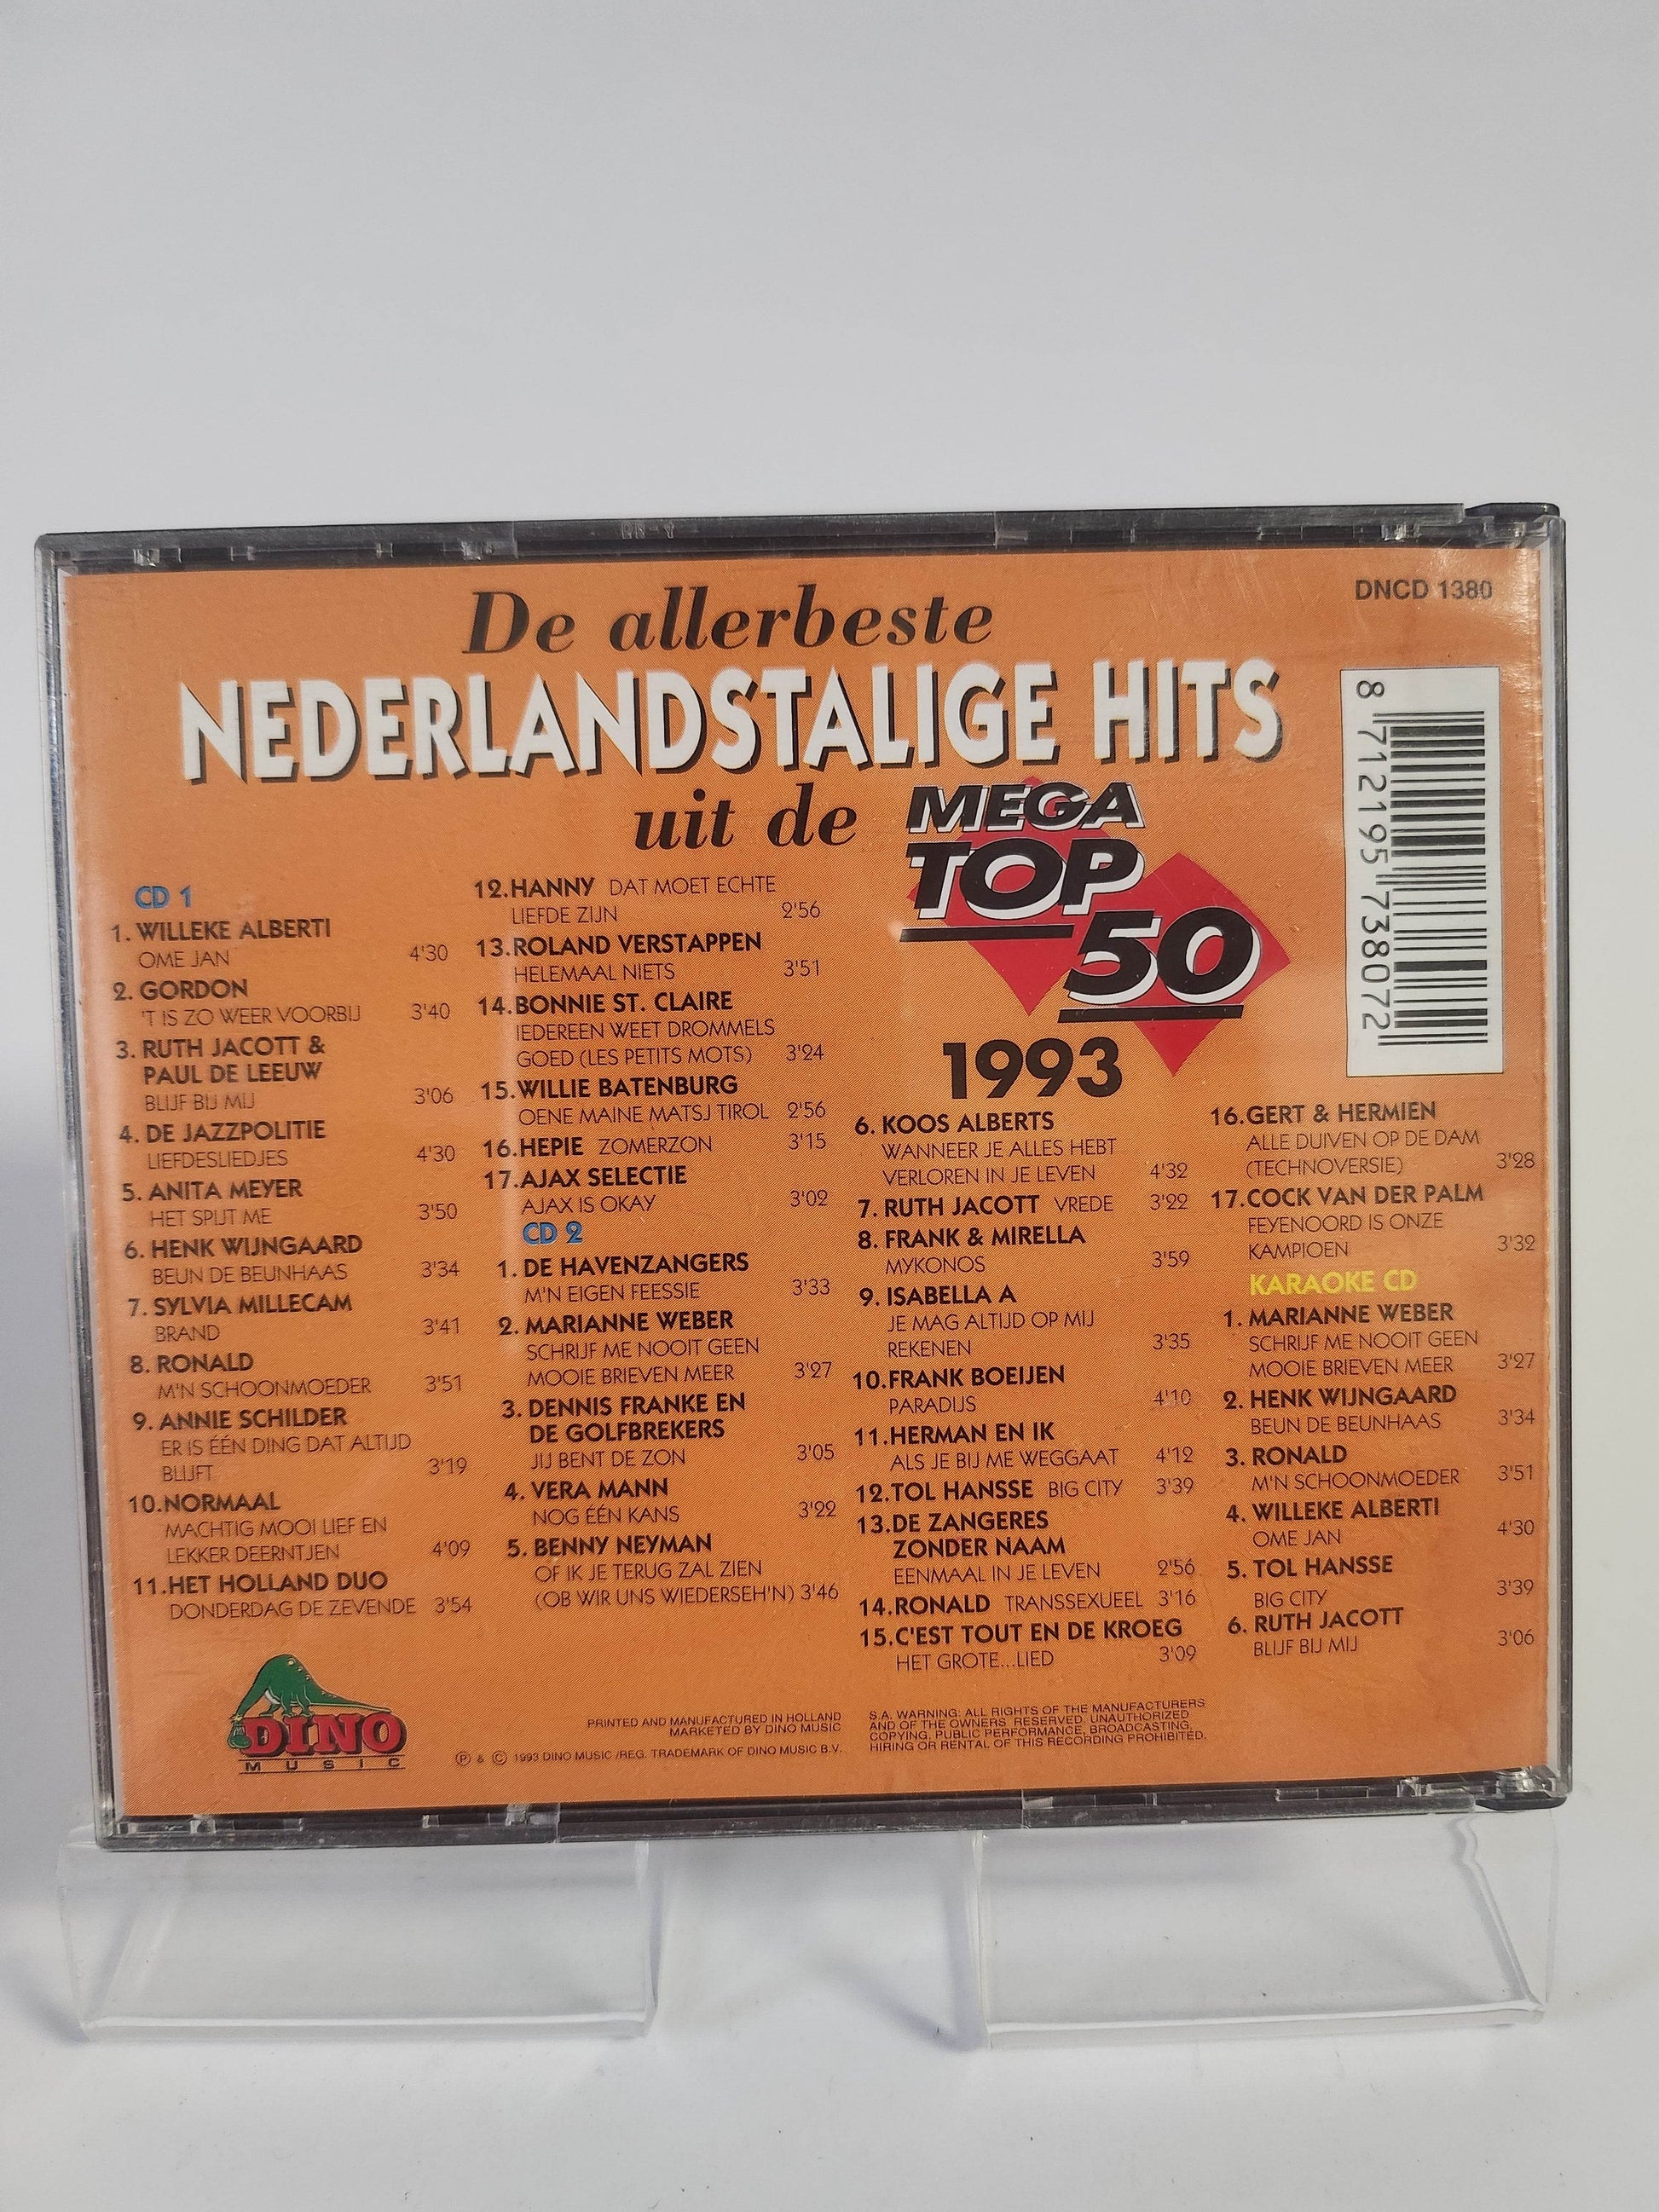 DNCD 1380
De allerbeste
NEDERLANDSTALIGE HITS
uit de MEGA
TOP
50
1993
8 712195 738072
CD 1
1. WILLEKE ALBERTI
OME JAN 4'30
2. GORDON
'T IS ZO WEER VOORBIJ 3'40
3. RUTH JACOTT &
PAUL DE LEEUW
BLIJF BIJ MIJ 3'06
4. DE JAZZPOLITIE
LIEFDESLIEDJES 4'30
5. ANITA MEYER
HET SPIJT ME 3'50
6. HENK WIJNGAARD
BEUN DE BEUNHAAS 3'34
7. SYLVIA MILLECAM
BRAND 3'41
8. RONALD
M'N SCHOONMOEDER 3'51
9. ANNIE SCHILDER
ER IS ÉÉN DING DAT ALTIJD
BLIJFT 3'19
10. NORMAAL
MACHTIG MOOI LIEF EN
LEKKER DEERNTJEN 4'09
11. HET HOLLAND DUO
DONDERDAG DE ZEVENDE 3'54
12. HANNY DAT MOET ECHTE
LIEFDE ZIJN 2'56
13. ROLAND VERSTAPPEN
HELEMAAL NIETS 3'51
14. BONNIE ST. CLAIRE
IEDEREEN WEET DROMMELS
GOED (LES PETITS MOTS) 3'24
15. WILLIE BATENBURG
OENE MAINE MATSJ TIROL 2'56
16. HEPIE ZOMERZON 3'15
17. AJAX SELECTIE
AJAX IS OKAY 3'02
CD 2
1. DE HAVENZANGERS
M'N EIGEN FEESSIE 3'33
2. MARIANNE WEBER
SCHRIJF ME NOOIT GEEN
MOOIE BRIEVEN MEER 3'27
3. DENNIS FRANKE EN
DE GOLFBREKERS
JIJ BENT DE ZON 3'05
4. VERA MANN
NOG ÉÉN KANS 3'22
5. BENNY NEYMAN
OF IK JE TERUG ZAL ZIEN
(OB WIR UNS WIEDERSEH'N) 3'46
6. KOOS ALBERTS
WANNEER JE ALLES HEBT
VERLOREN IN JE LEVEN 4'32
7. RUTH JACOTT VREDE 3'22
8. FRANK & MIRELLA
MYKONOS 3'59
9. ISABELLA A
JE MAG ALTIJD OP MIJ
REKENEN 3'35
10. FRANK BOEIJEN
PARADIJS 4'10
11. HERMAN EN IK
ALS JE BIJ ME WEGGAAT 4'12
12. TOL HANSSE BIG CITY 3'39
13. DE ZANGERES
ZONDER NAAM
EENMAAL IN JE LEVEN 2'56
14. RONALD TRANSSEXUEEL 3'16
15. C'EST TOUT EN DE KROEG
HET GROTE...LIED 3'09
16. GERT & HERMIEN
ALLE DUIVEN OP DE DAM
(TECHNOVERSIE) 3'28
17. COCK VAN DER PALM
FEYENOORD IS ONZE
KAMPIOEN 3'32
KARAOKE CD
1. MARIANNE WEBER
SCHRIJF ME NOOIT GEEN
MOOIE BRIEVEN MEER 3'27
2. HENK WIJNGAARD
BEUN DE BEUNHAAS 3'34
3. RONALD
M'N SCHOONMOEDER 3'51
4. WILLEKE ALBERTI
OME JAN 4'30
5. TOL HANSSE
BIG CITY 3'39
6. RUTH JACOTT
BLIJF BIJ MIJ 3'06
DINO
MUSIC
PRINTED AND MANUFACTURED IN HOLLAND
MARKETED BY DINO MUSIC
Ⓟ & © 1993 DINO MUSIC /REG. TRADEMARK OF DINO MUSIC B.V.
S.A. WARNING: ALL RIGHTS OF THE MANUFACTURERS
AND OF THE OWNERS RESERVED. UNAUTHORIZED
COPYING, PUBLIC PERFORMANCE, BROADCASTING,
HIRING OR RENTAL OF THIS RECORDING PROHIBITED.